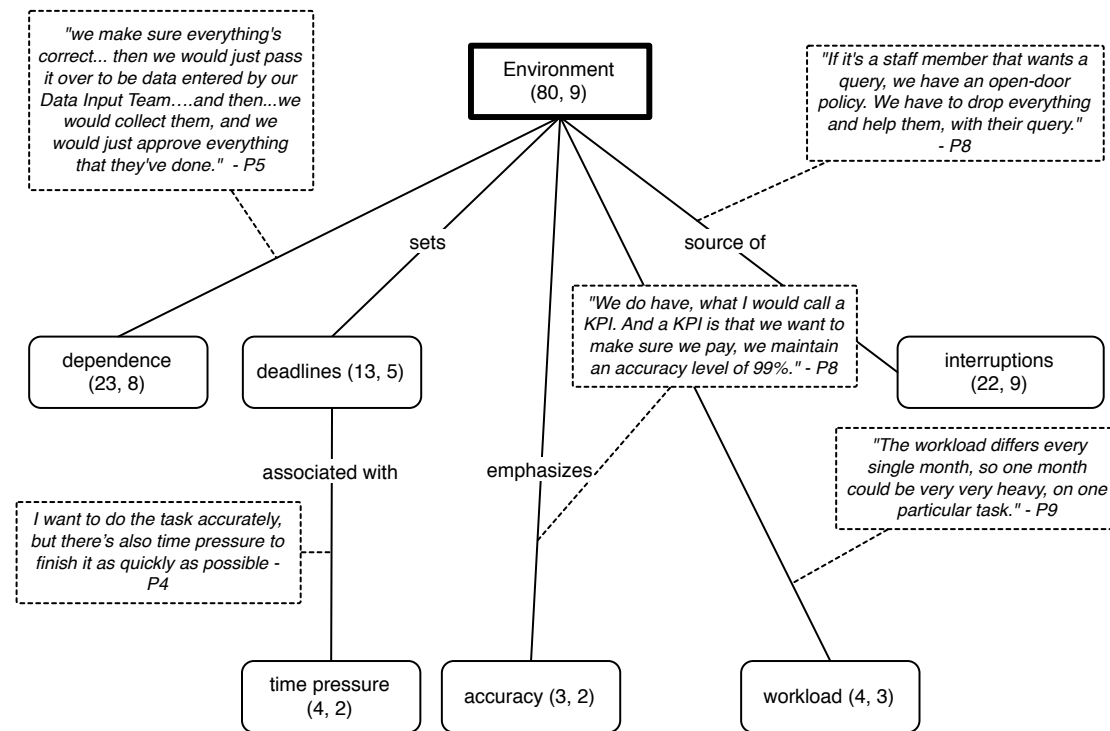 "we make sure everything's
correct... then we would just pass
it over to be data entered by our
Data Input Team….and then...we
would collect them, and we
would just approve everything
that they've done."  - P5
Environment
(80, 9)
"If it's a staff member that wants a
query, we have an open-door
policy. We have to drop everything
and help them, with their query."
- P8
sets
source of
dependence
(23, 8)
deadlines (13, 5)
"We do have, what I would call a
KPI. And a KPI is that we want to
make sure we pay, we maintain
an accuracy level of 99%." - P8
interruptions
(22, 9)
associated with
emphasizes
"The workload differs every
single month, so one month
could be very very heavy, on one
particular task." - P9
I want to do the task accurately,
but there’s also time pressure to
finish it as quickly as possible -
P4
time pressure
(4, 2)
accuracy (3, 2)
workload (4, 3)